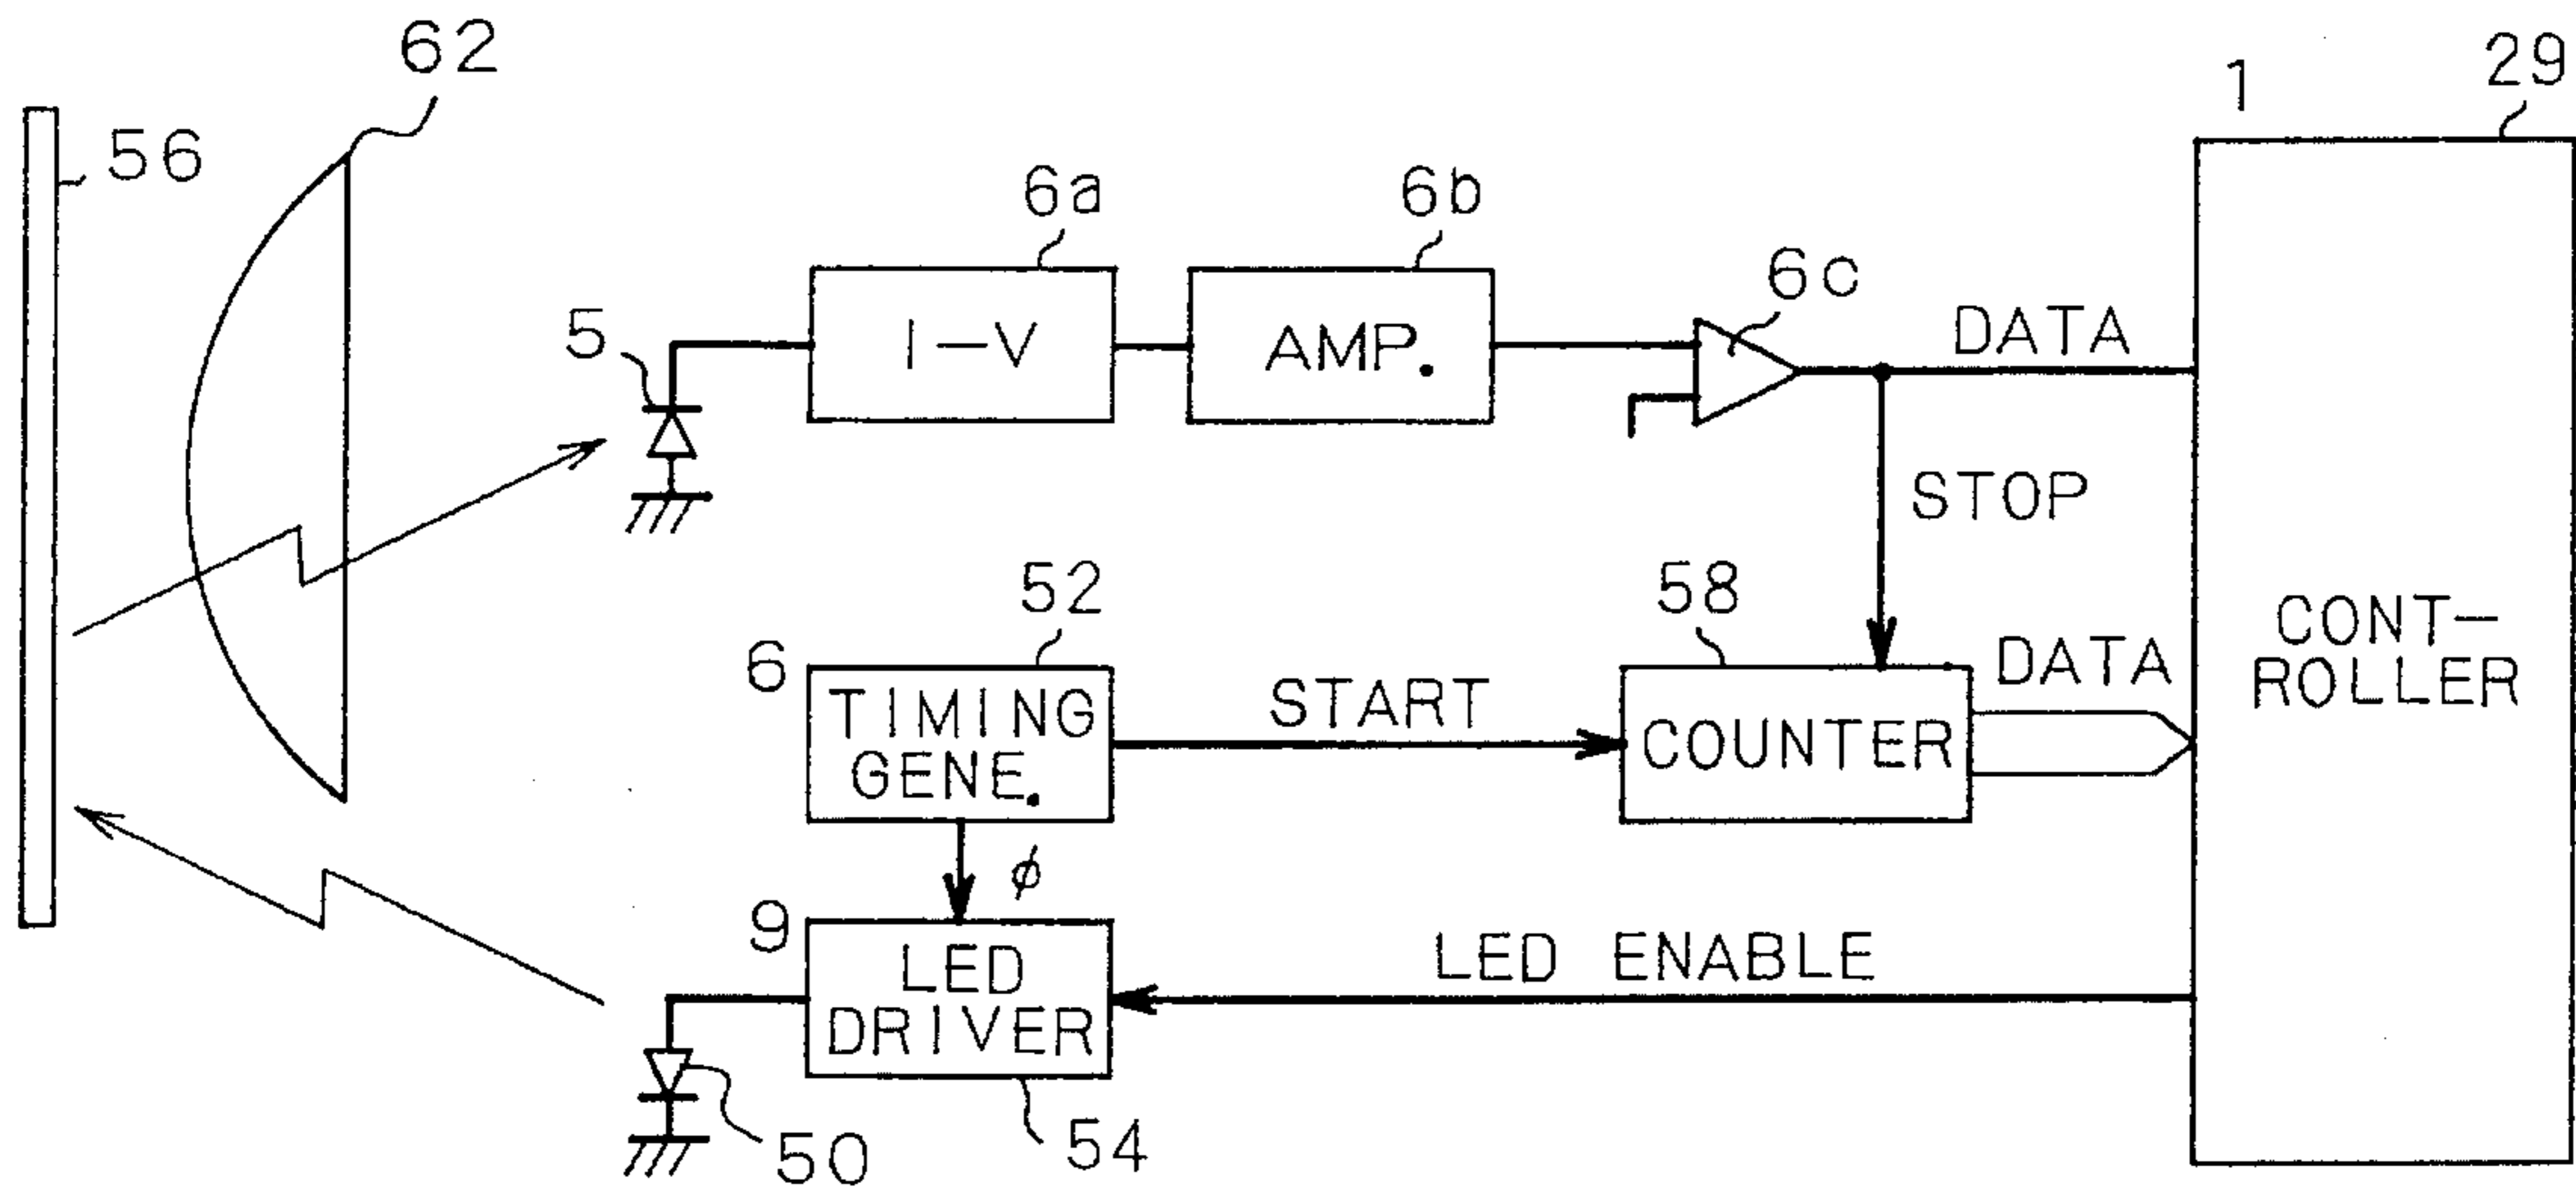 62
29
1
56
6a
6b
6c
5
I-V
AMP.
DATA
STOP
52
58
6
TIMING
GENE.
START
COUNTER
DATA
CONT-
ROLLER
φ
9
LED
DRIVER
LED ENABLE
50
54